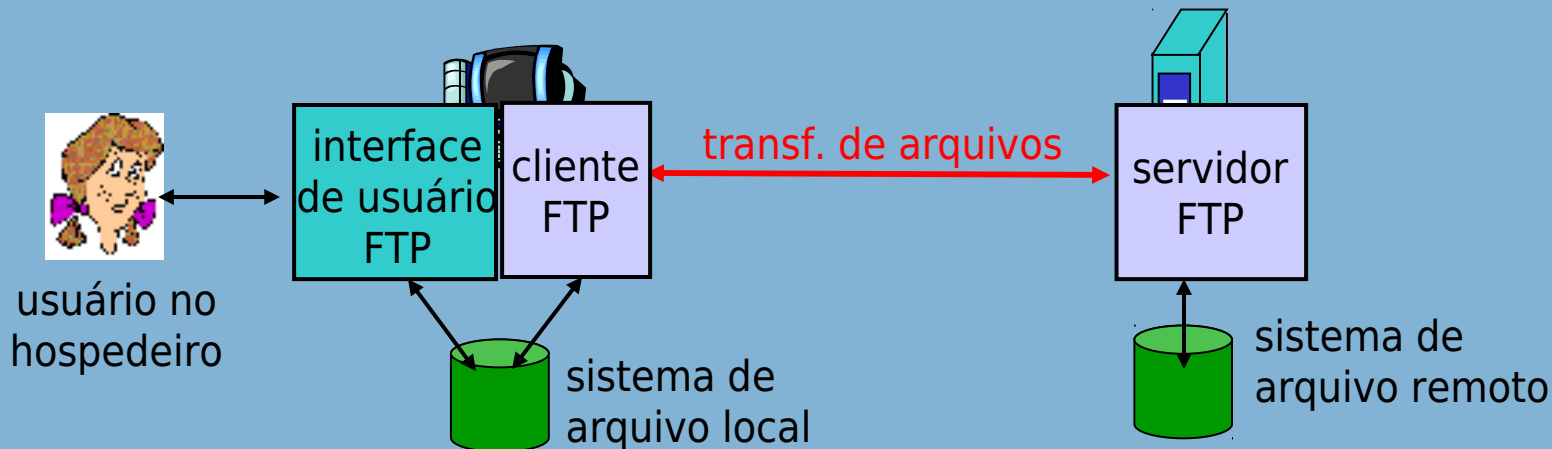 interface
de usuário
FTP
cliente
FTP
transf. de arquivos
servidor
FTP
usuário no
hospedeiro
sistema de
arquivo local
sistema de
arquivo remoto